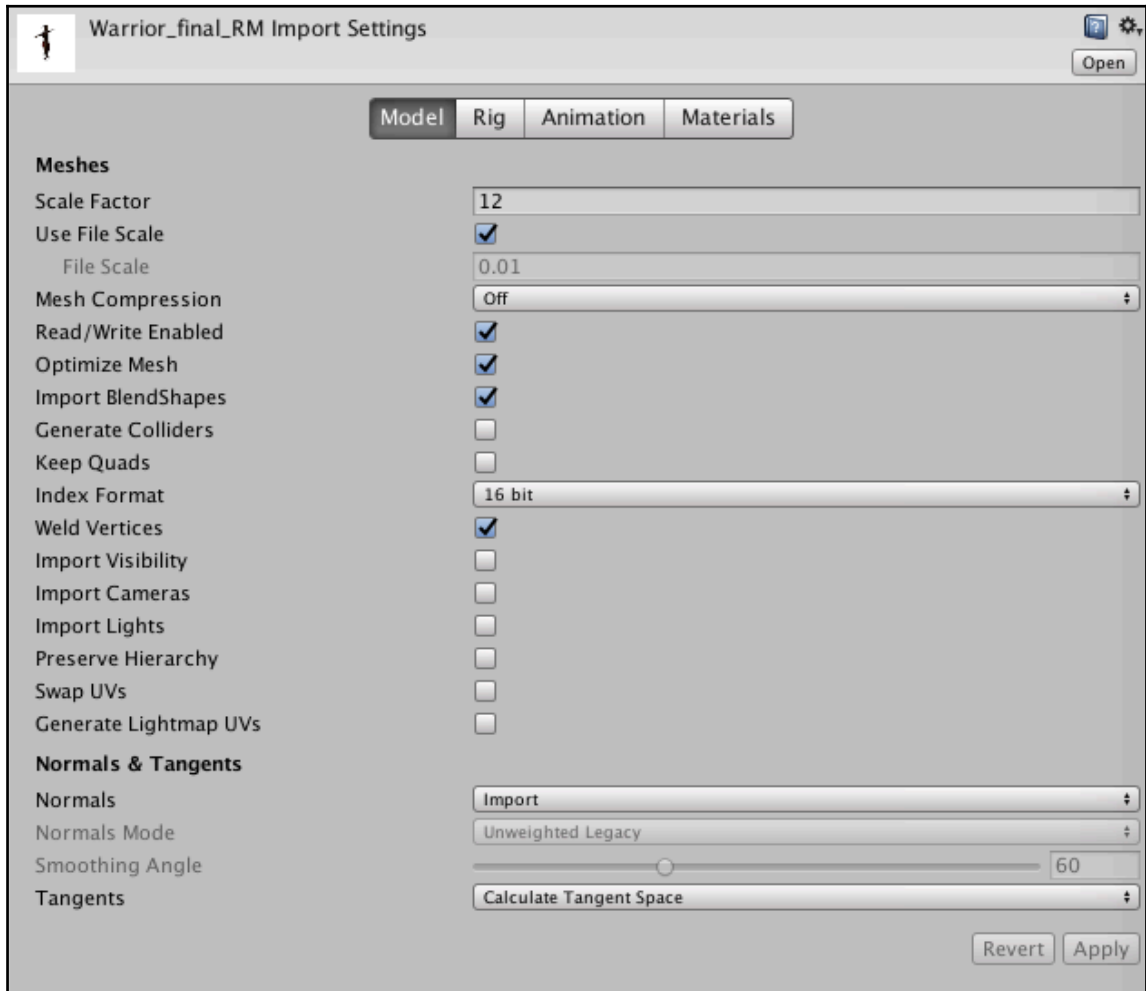 Warrior_final_RM Import Settings
Open
Model Rig Animation Materials
Meshes
Scale Factor 12
Use File Scale
File Scale 0.01
Mesh Compression Off
Read/Write Enabled
Optimize Mesh
Import BlendShapes
Generate Colliders
Keep Quads
Index Format 16 bit
Weld Vertices
Import Visibility
Import Cameras
Import Lights
Preserve Hierarchy
Swap UVs
Generate Lightmap UVs
Normals & Tangents
Normals Import
Normals Mode Unweighted Legacy
Smoothing Angle 60
Tangents Calculate Tangent Space
Revert Apply